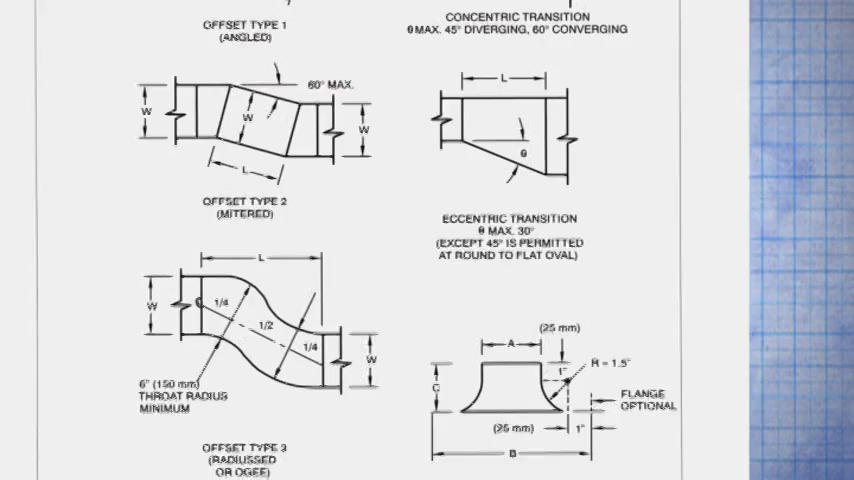 OFFSET TYPE 1
(ANGLED)
CONCENTRIC TRANSITION
θ MAX. 45° DIVERGING, 60° CONVERGING
60° MAX.
W
W
W
L
L
θ
OFFSET TYPE 2
(MITERED)
ECCENTRIC TRANSITION
θ MAX. 30°
(EXCEPT 45° IS PERMITTED
AT ROUND TO FLAT OVAL)
L
W
C
1/4
1/2
1/4
W
6" (150 mm)
THROAT RADIUS
MINIMUM
OFFSET TYPE 3
(RADIUSSED
OR OGEE)
(25 mm)
A
R = 1.5"
1"
C
FLANGE
OPTIONAL
(25 mm)
1"
B